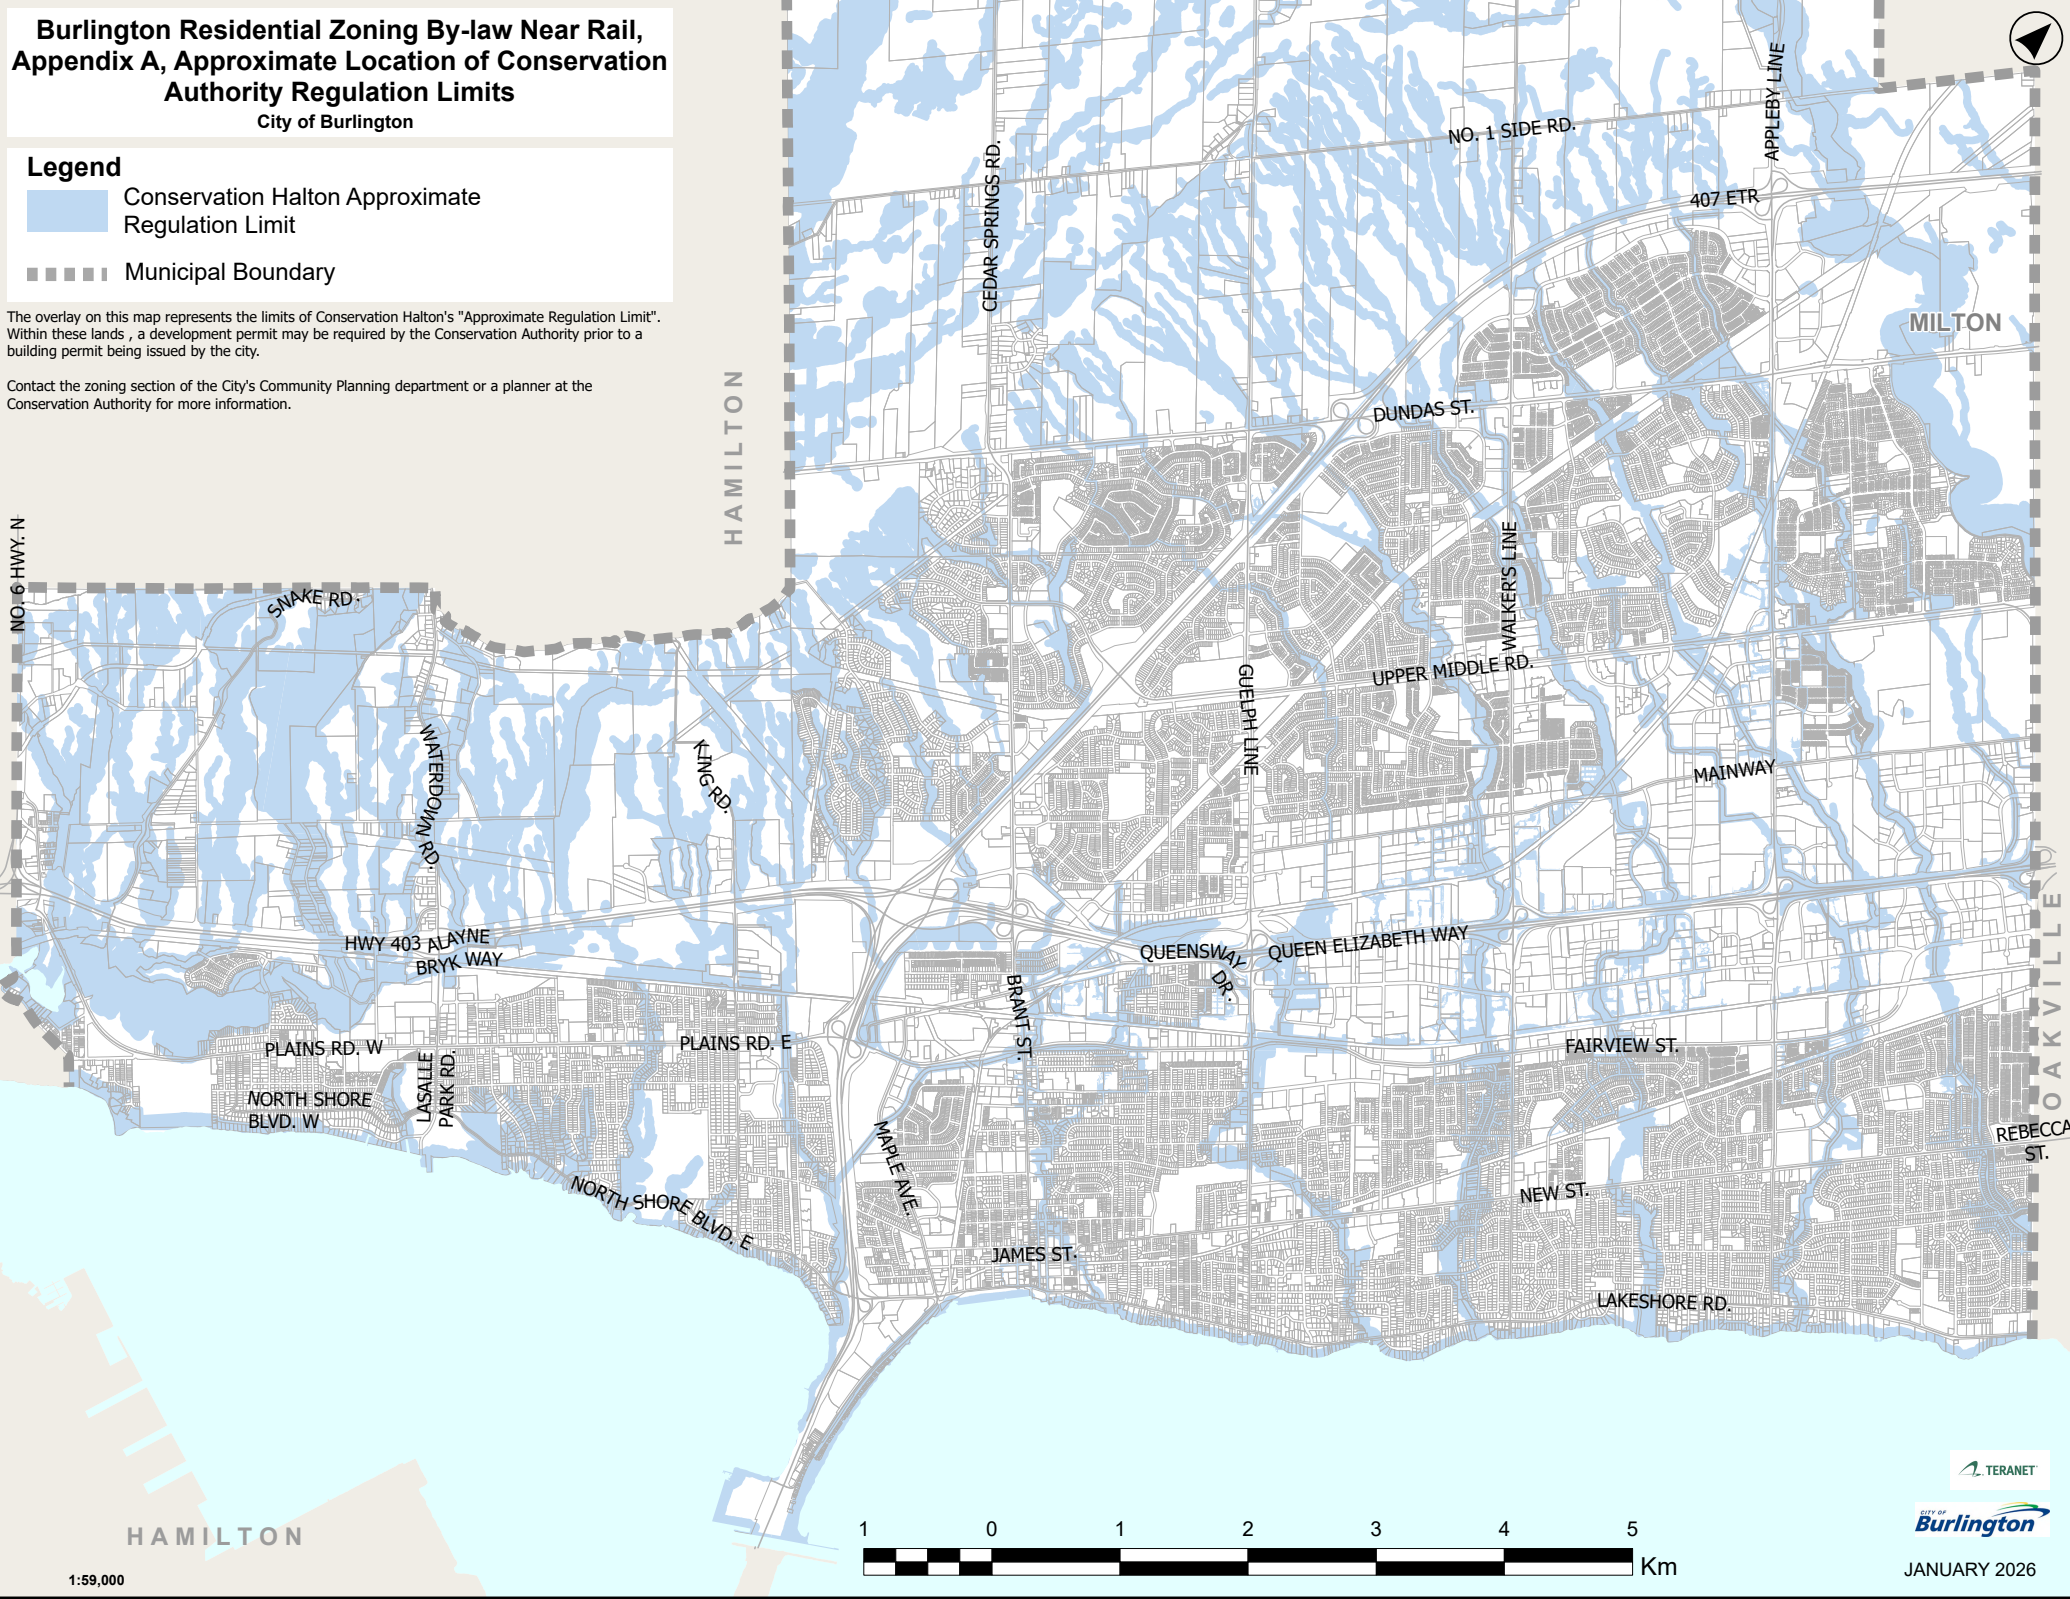 Burlington Residential Zoning By-law Near Rail,
Appendix A, Approximate Location of Conservation
Authority Regulation Limits
City of Burlington
Legend
Conservation Halton Approximate
Regulation Limit
Municipal Boundary
The overlay on this map represents the limits of Conservation Halton's "Approximate Regulation Limit".
Within these lands , a development permit may be required by the Conservation Authority prior to a
building permit being issued by the city.
Contact the zoning section of the City's Community Planning department or a planner at the
Conservation Authority for more information.
APPLEBY LINE
NO. 1 SIDE RD.
CEDAR SPRINGS RD.
407 ETR
MILTON
HAMILTON
DUNDAS ST.
NO. 6 HWY. N
SNAKE RD.
WALKER'S LINE
UPPER MIDDLE RD.
GUELPH LINE
WATERDOWN RD.
KING RD.
MAINWAY
HWY 403
ALAYNE
BRYK WAY
QUEENSWAY
DR.
QUEEN ELIZABETH WAY
OAKVILLE
BRANT ST.
PLAINS RD. W
PLAINS RD. E
FAIRVIEW ST.
LASALLE
PARK RD.
NORTH SHORE
BLVD. W
MAPLE AVE.
REBECCA
ST.
NORTH SHORE BLVD. E
NEW ST.
JAMES ST.
LAKESHORE RD.
HAMILTON
TERANET
CITY OF
Burlington
1 0 1 2 3 4 5
Km
1:59,000
JANUARY 2026